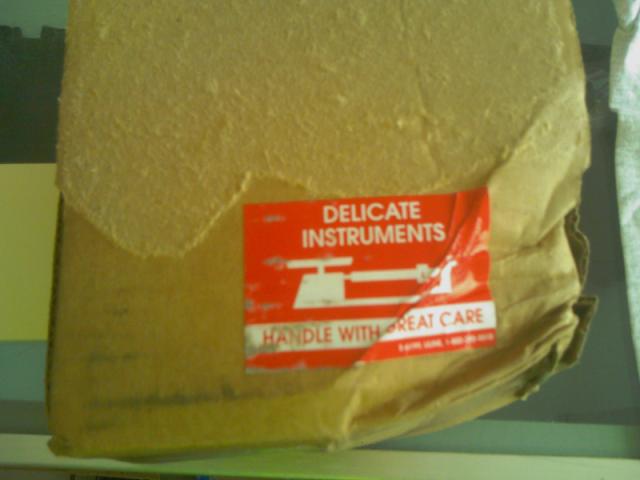 DELICATE
INSTRUMENTS
HANDLE WITH GREAT CARE